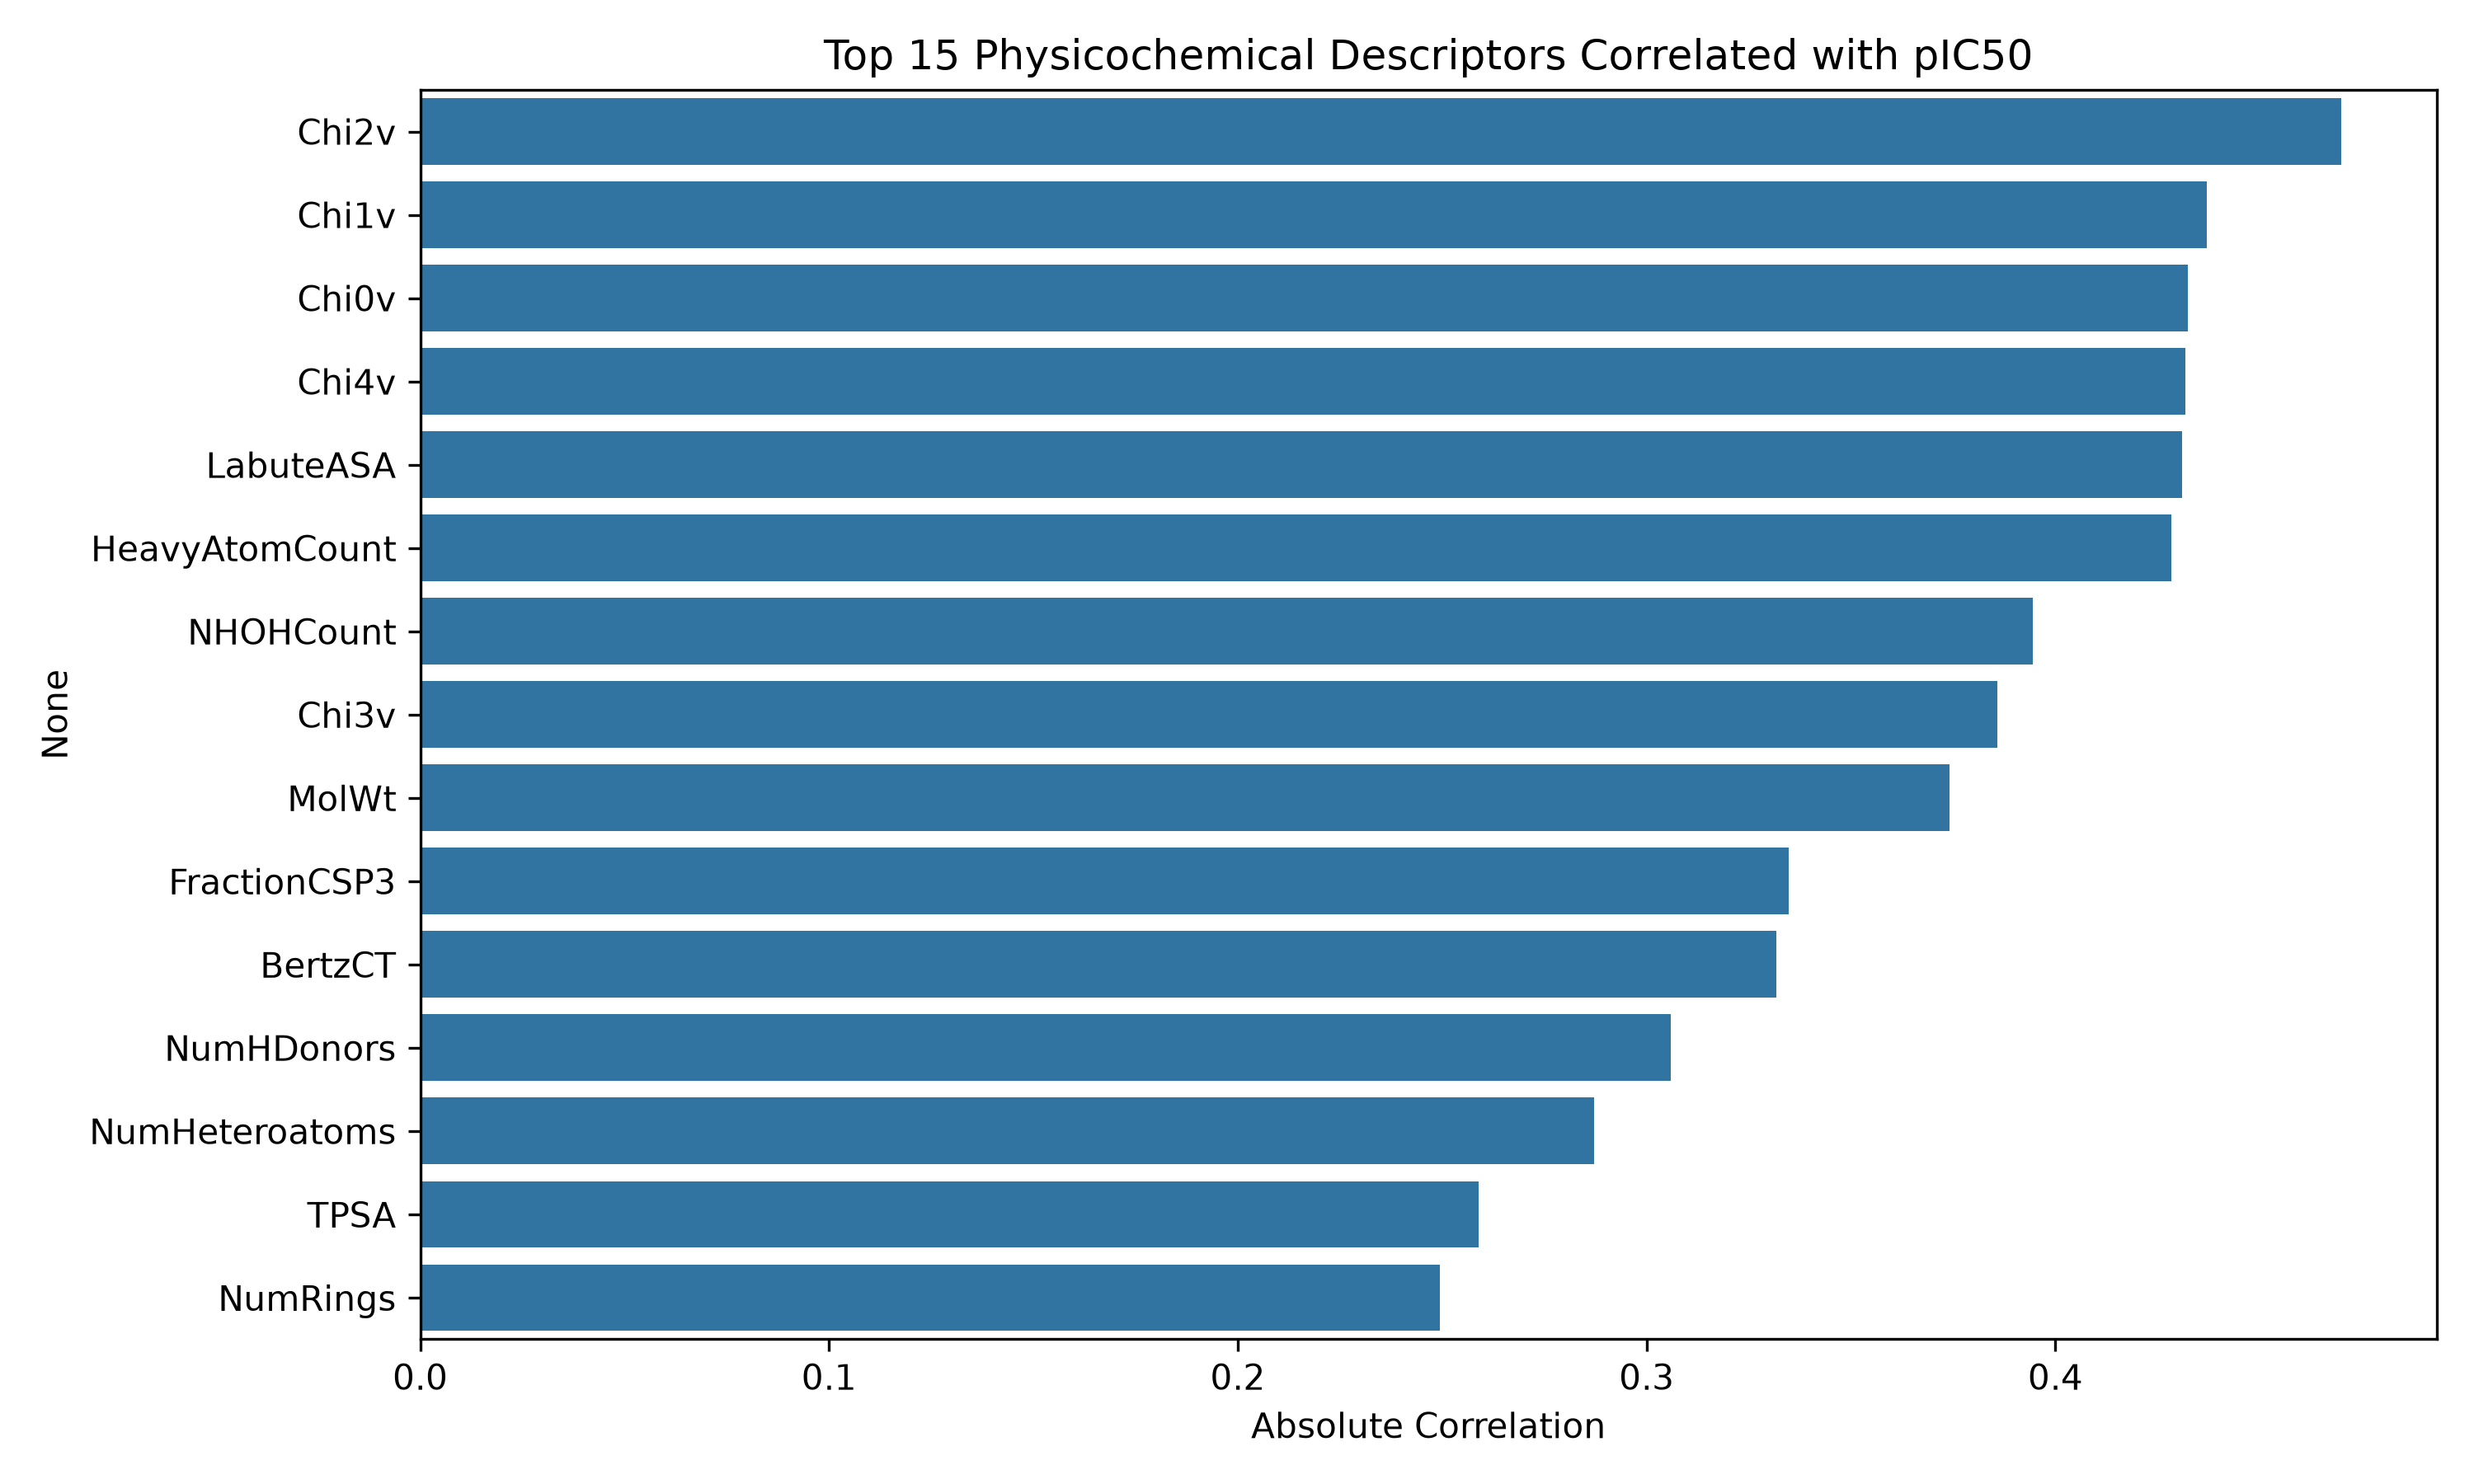 Top 15 Physicochemical Descriptors Correlated with pIC50
Chi2v
Chi1v
Chi0v
Chi4v
LabuteASA
HeavyAtomCount
NHOHCount
Chi3v
MolWt
FractionCSP3
BertzCT
NumHDonors
NumHeteroatoms
TPSA
NumRings
None
0.0 0.1 0.2 0.3 0.4
Absolute Correlation